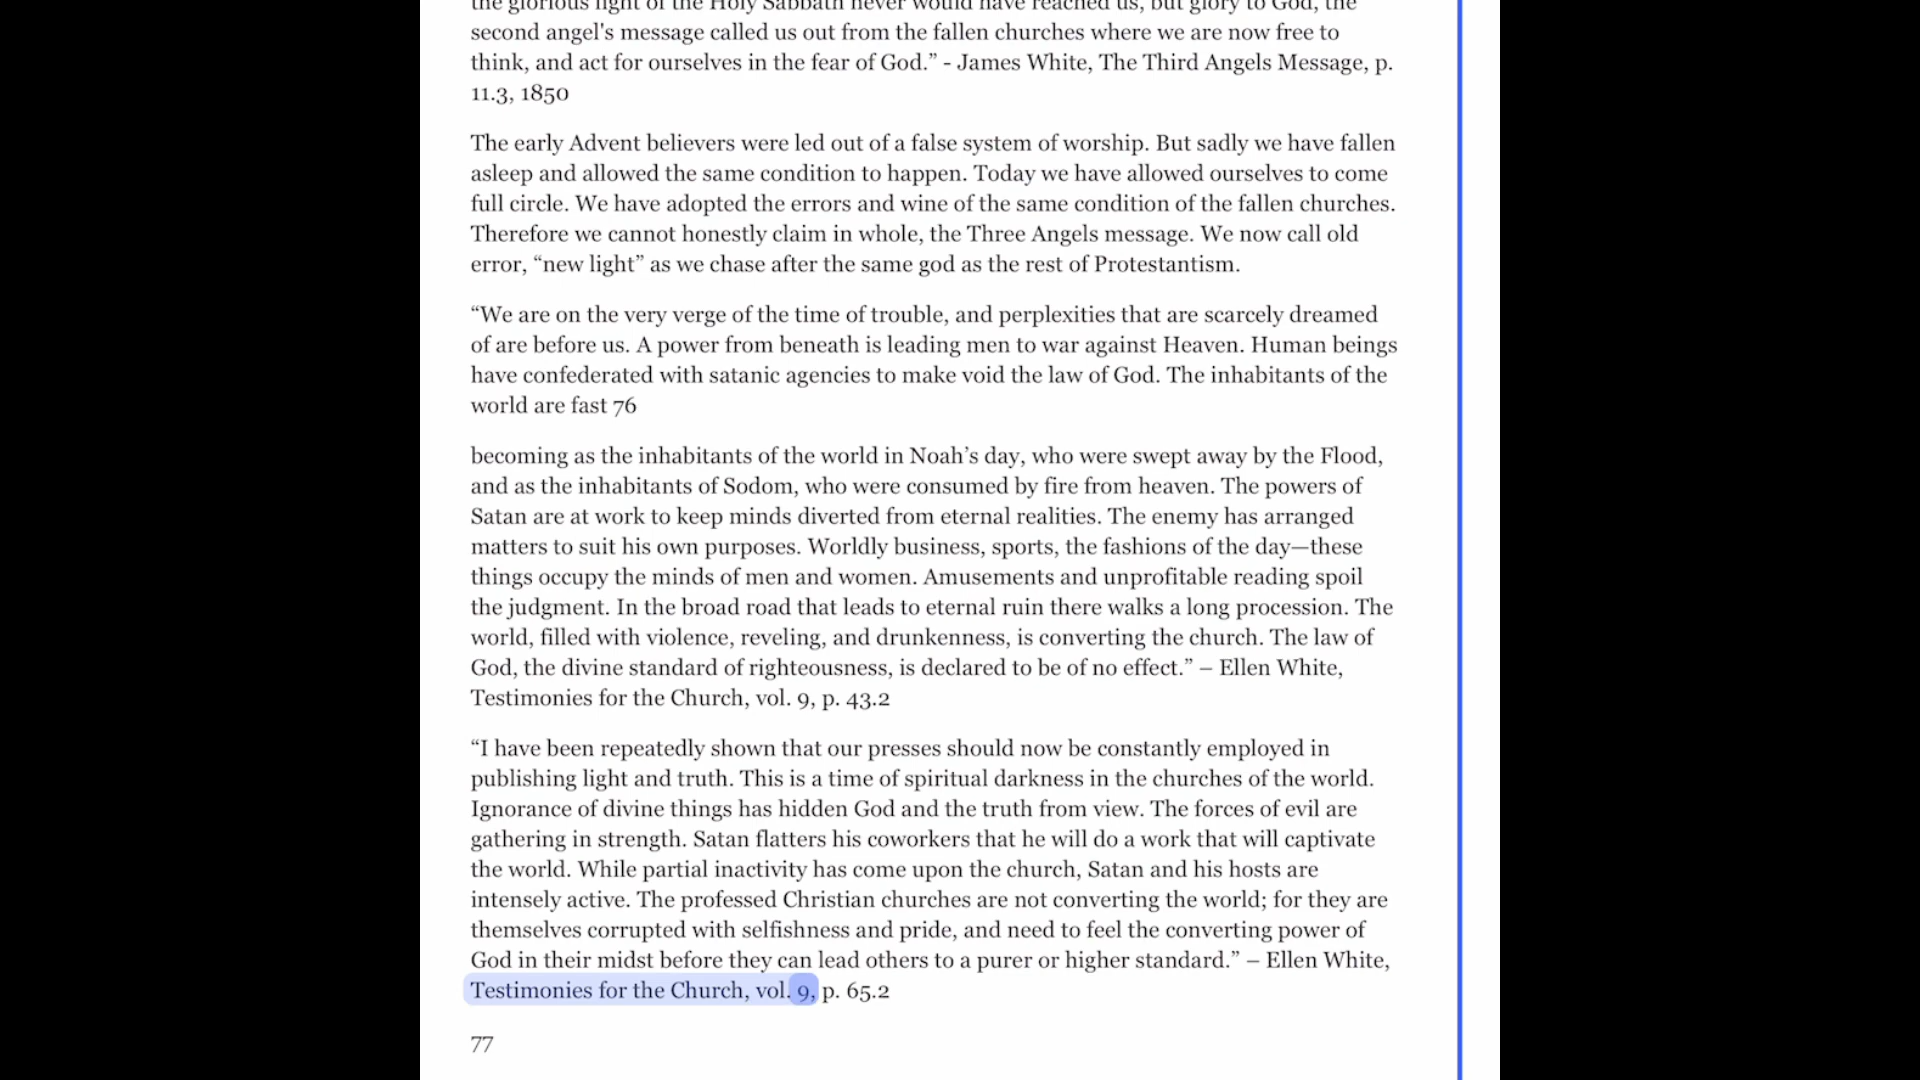 the glorious light of the Holy Sabbath never would have reached us, but glory to God, the
second angel's message called us out from the fallen churches where we are now free to
think, and act for ourselves in the fear of God.” - James White, The Third Angels Message, p.
11.3, 1850
The early Advent believers were led out of a false system of worship. But sadly we have fallen
asleep and allowed the same condition to happen. Today we have allowed ourselves to come
full circle. We have adopted the errors and wine of the same condition of the fallen churches.
Therefore we cannot honestly claim in whole, the Three Angels message. We now call old
error, “new light” as we chase after the same god as the rest of Protestantism.
“We are on the very verge of the time of trouble, and perplexities that are scarcely dreamed
of are before us. A power from beneath is leading men to war against Heaven. Human beings
have confederated with satanic agencies to make void the law of God. The inhabitants of the
world are fast 76
becoming as the inhabitants of the world in Noah’s day, who were swept away by the Flood,
and as the inhabitants of Sodom, who were consumed by fire from heaven. The powers of
Satan are at work to keep minds diverted from eternal realities. The enemy has arranged
matters to suit his own purposes. Worldly business, sports, the fashions of the day—these
things occupy the minds of men and women. Amusements and unprofitable reading spoil
the judgment. In the broad road that leads to eternal ruin there walks a long procession. The
world, filled with violence, reveling, and drunkenness, is converting the church. The law of
God, the divine standard of righteousness, is declared to be of no effect.” – Ellen White,
Testimonies for the Church, vol. 9, p. 43.2
“I have been repeatedly shown that our presses should now be constantly employed in
publishing light and truth. This is a time of spiritual darkness in the churches of the world.
Ignorance of divine things has hidden God and the truth from view. The forces of evil are
gathering in strength. Satan flatters his coworkers that he will do a work that will captivate
the world. While partial inactivity has come upon the church, Satan and his hosts are
intensely active. The professed Christian churches are not converting the world; for they are
themselves corrupted with selfishness and pride, and need to feel the converting power of
God in their midst before they can lead others to a purer or higher standard.” – Ellen White,
Testimonies for the Church, vol. 9, p. 65.2
77